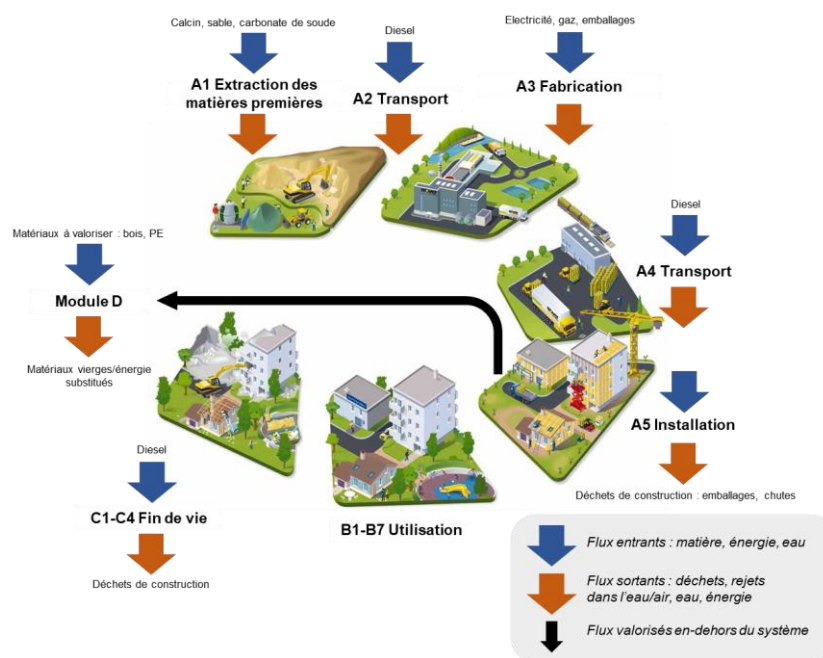 Calcin, sable, carbonate de soude
Diesel
Electricité, gaz, emballages
A1 Extraction des
matières premières
A2 Transport
A3 Fabrication
Diesel
A4 Transport
Matériaux à valoriser : bois, PE
Module D
Matériaux vierges/énergie
substitués
A5 Installation
Déchets de construction : emballages, chutes
Diesel
C1-C4 Fin de vie
Déchets de construction
B1-B7 Utilisation
Flux entrants : matière, énergie, eau
Flux sortants : déchets, rejets
dans l'eau/air, eau, énergie
Flux valorisés en-dehors du système